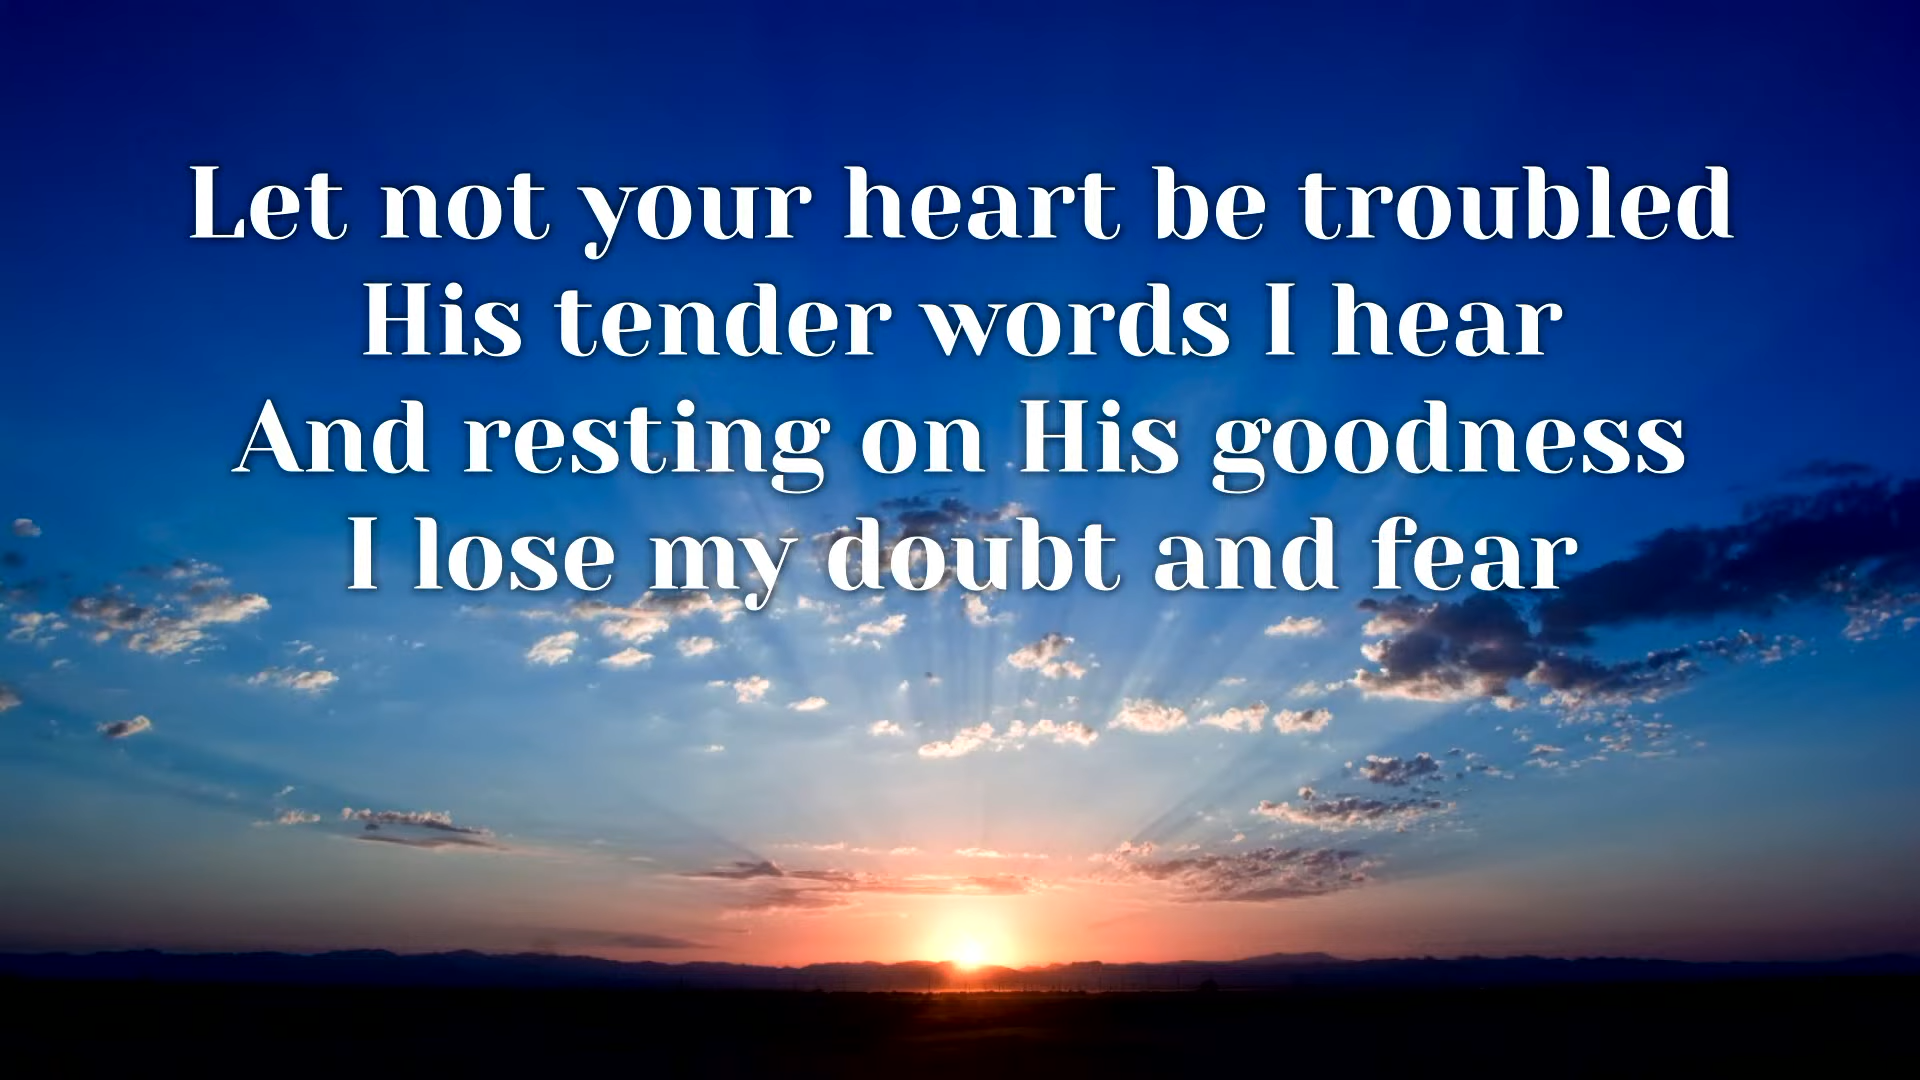 Let not your heart be troubled
His tender words I hear
And resting on His goodness
I lose my doubt and fear